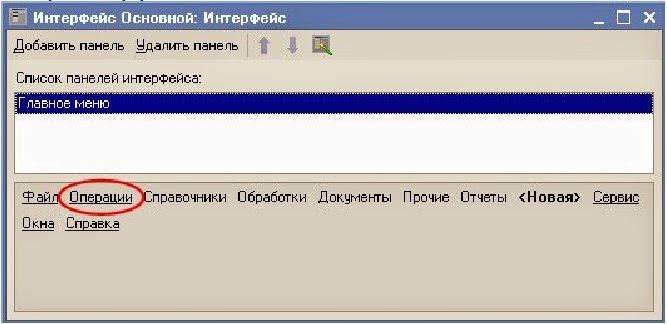 Интерфейс Основной: Интерфейс
Добавить панель Удалить панель
Список панелей интерфейса:
Главное меню
Файл Операции Справочники Обработки Документы Прочие Отчеты <Новая> Сервис
Окна Справка